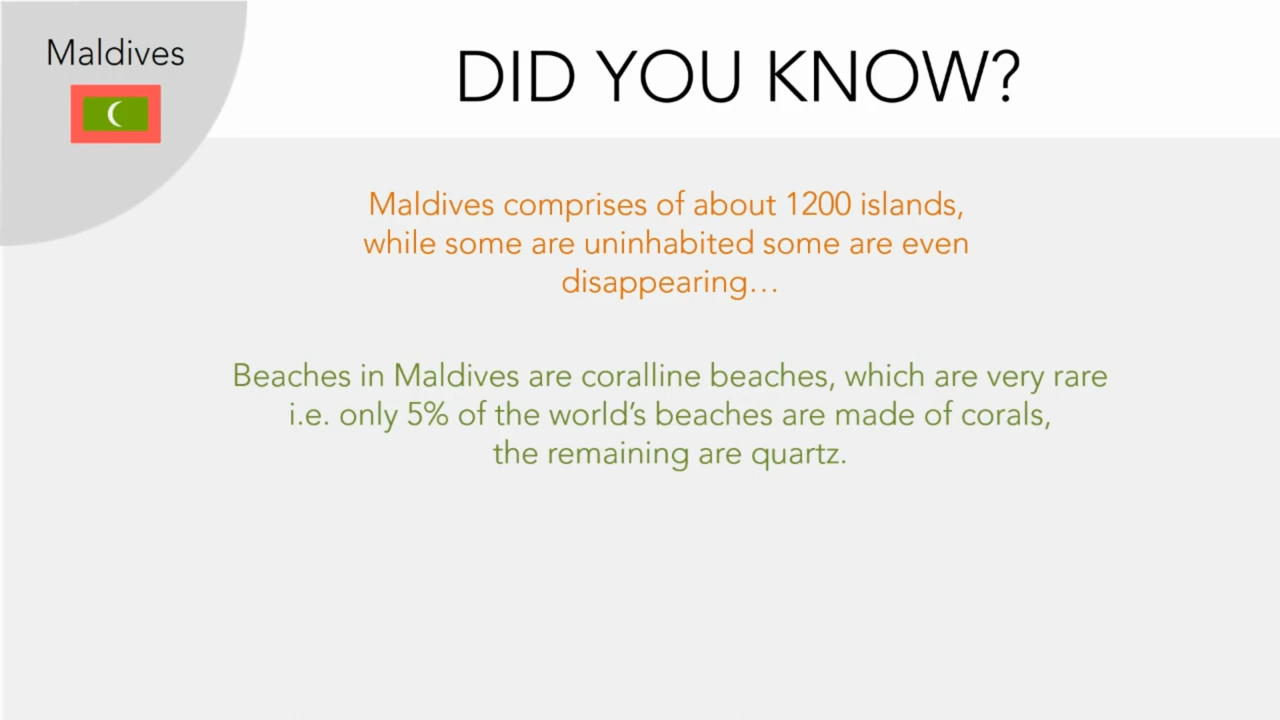 Maldives
DID YOU KNOW?
Maldives comprises of about 1200 islands,
while some are uninhabited some are even
disappearing…
Beaches in Maldives are coralline beaches, which are very rare
i.e. only 5% of the world’s beaches are made of corals,
the remaining are quartz.